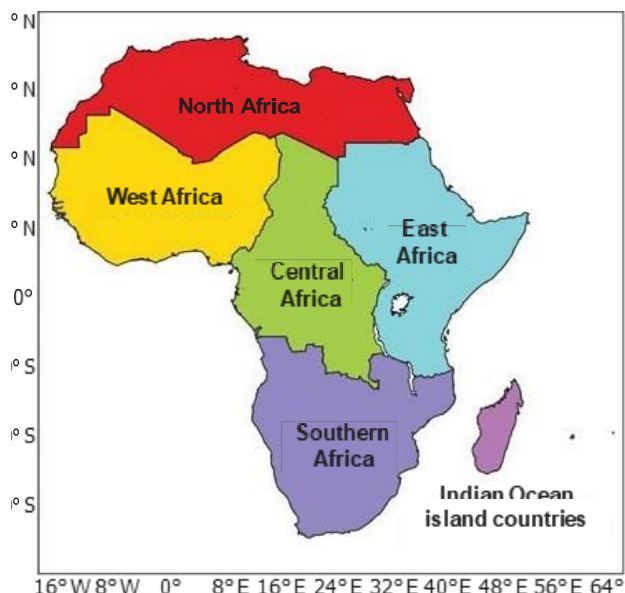 ° N
° N
North Africa
° N
West Africa
° N
East
Africa
Central
Africa
0°
° S
° S
Southern
Africa
° S
Indian Ocean
island countries
16° W 8° W 0° 8° E 16° E 24° E 32° E 40° E 48° E 56° E 64°